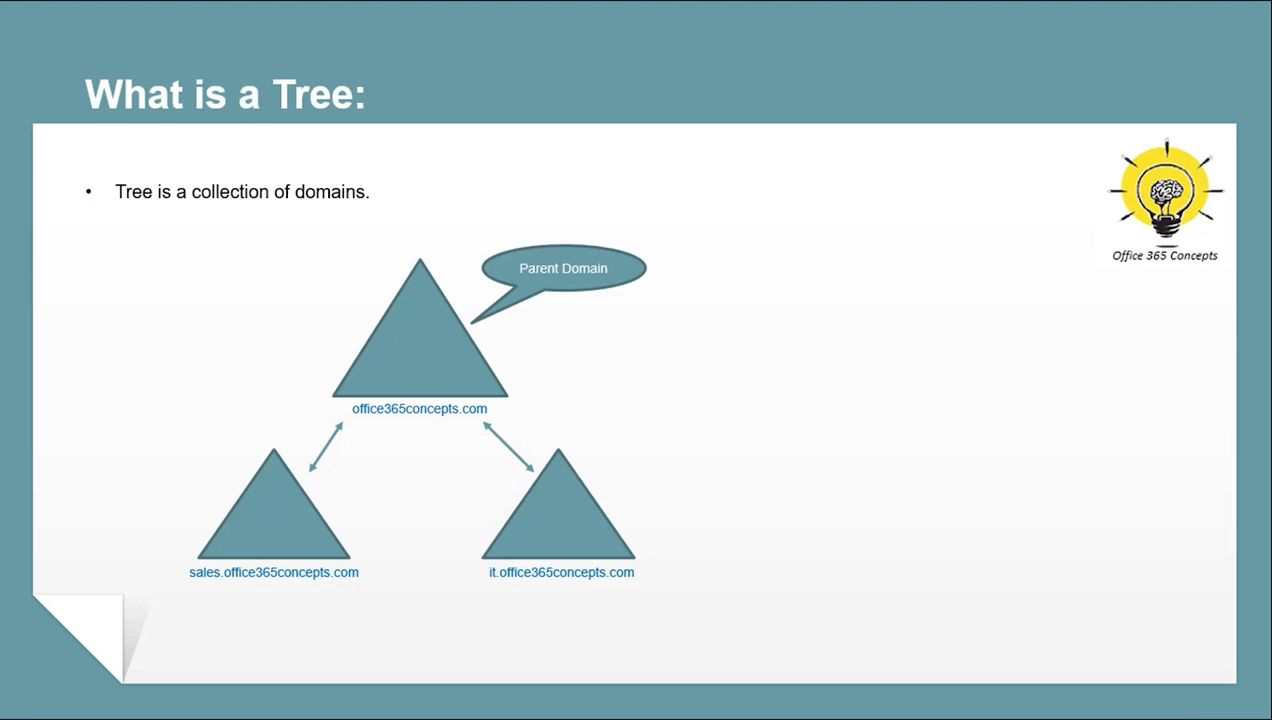 What is a Tree:
• Tree is a collection of domains.
Office 365 Concepts
Parent Domain
office365concepts.com
sales.office365concepts.com
it.office365concepts.com